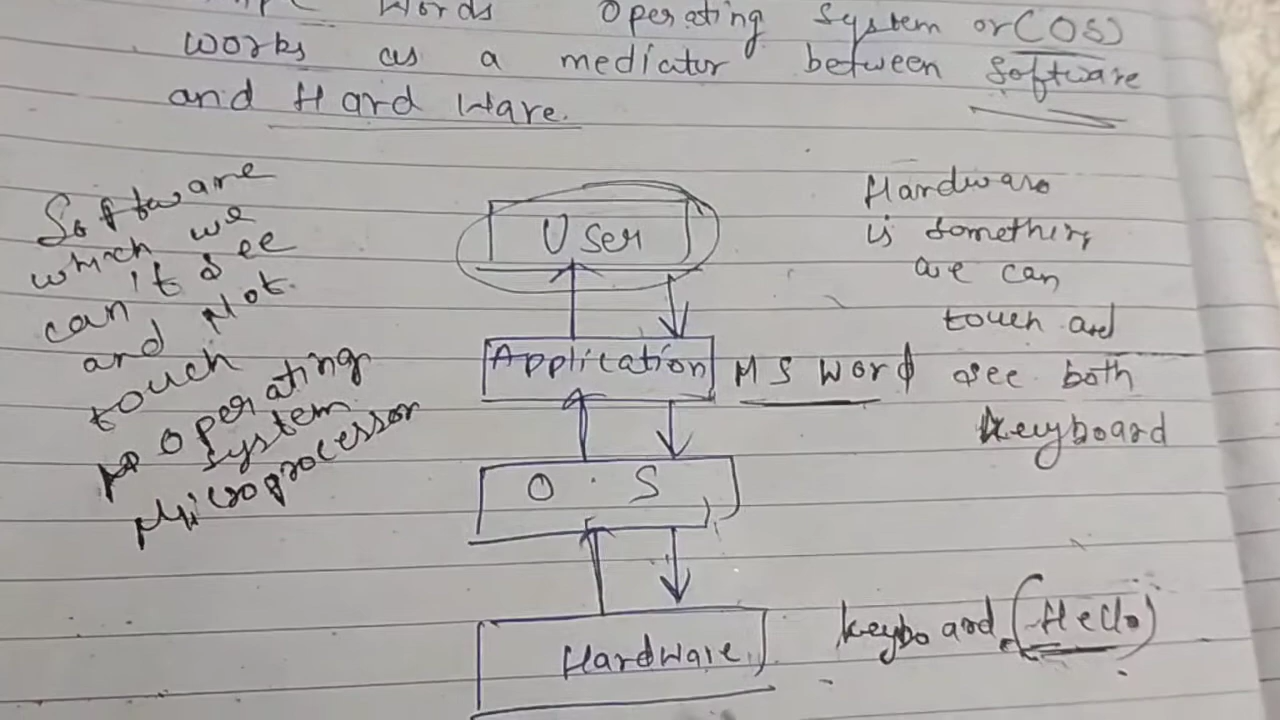 words Operating System or (OS)
works as a mediator between Software
and Hard Ware.
Software
which we
can't see
and Not
touch
Operating
System
Microprocessor
User
Application
MS Word
O.S
Hardware
Hardware
is something
we can
touch and
see both
keyboard
keyboard (Hello)